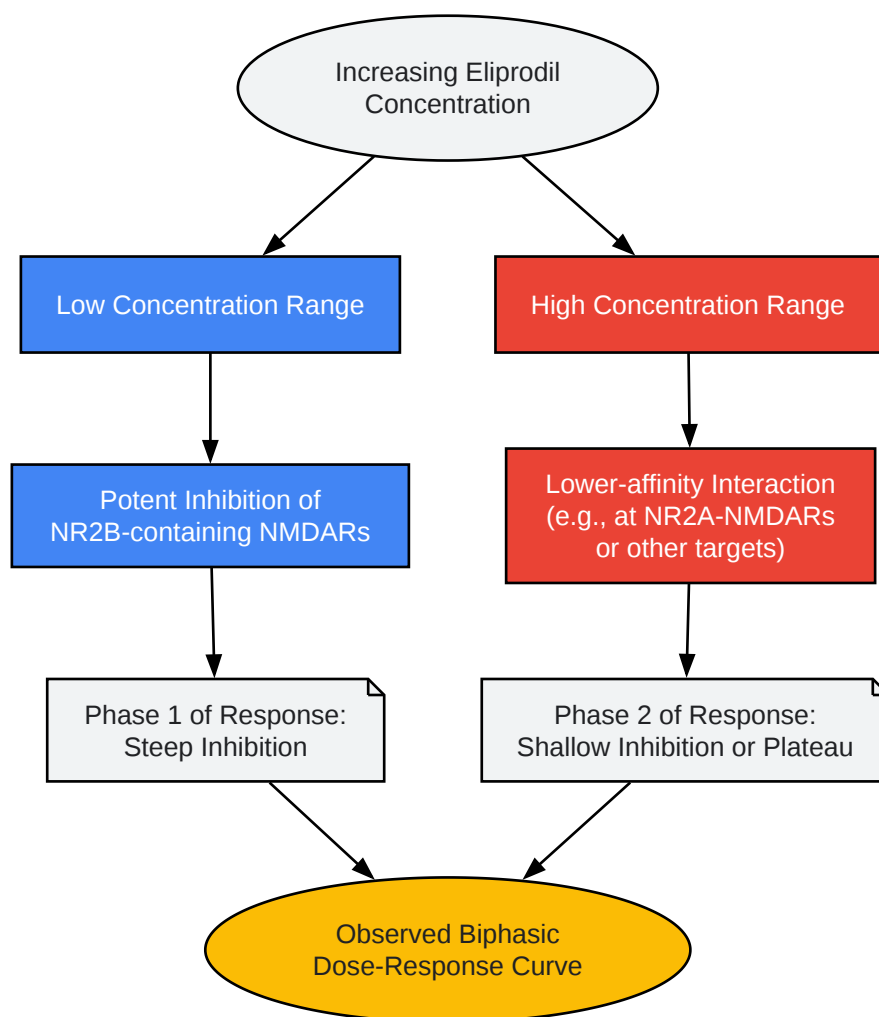 Increasing Eliprodil
Concentration
Low Concentration Range
High Concentration Range
Potent Inhibition of
NR2B-containing NMDARs
Lower-affinity Interaction
(e.g., at NR2A-NMDARs
or other targets)
Phase 1 of Response:
Steep Inhibition
Phase 2 of Response:
Shallow Inhibition or Plateau
Observed Biphasic
Dose-Response Curve